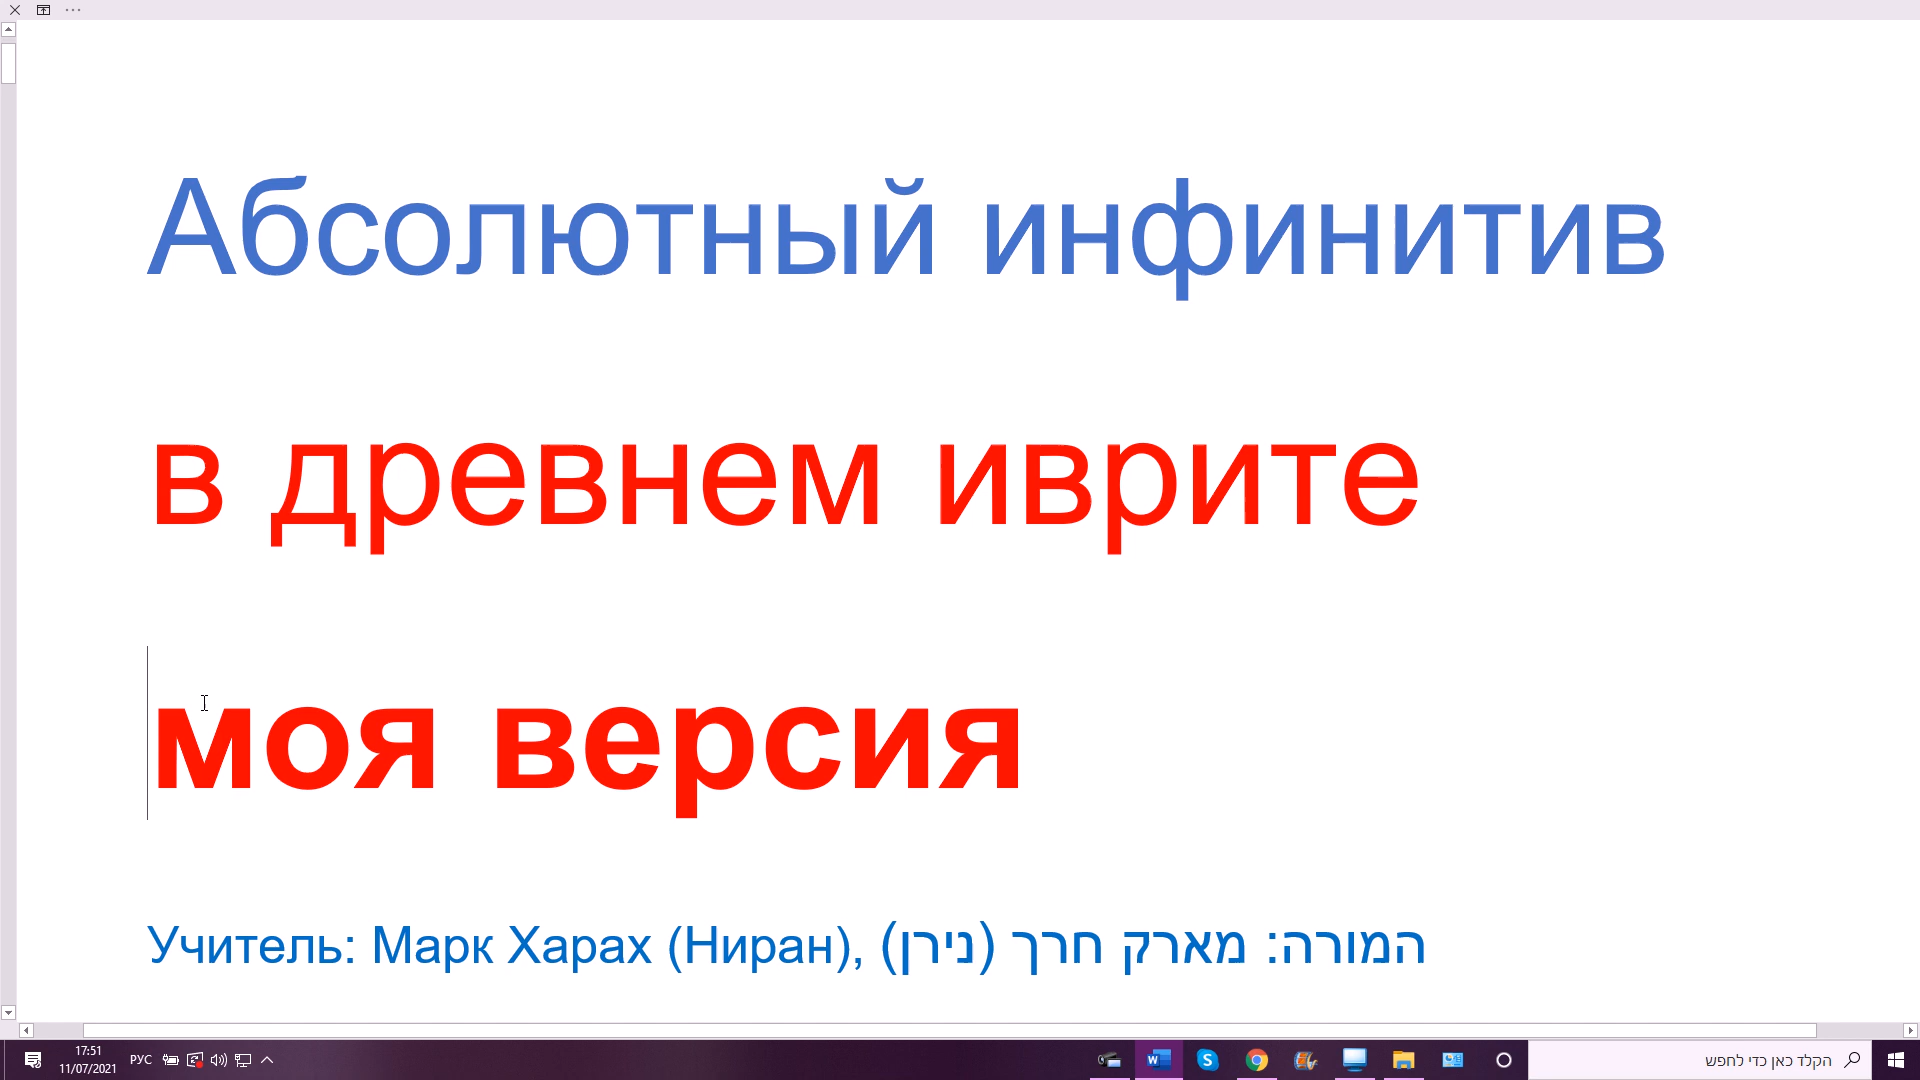 Абсолютный инфинитив
в древнем иврите
моя версия
Учитель: Марк Харах (Ниран), המורה: מארק חרך (נירן)
17:51
11/07/2021
РУС
הקלד כאן כדי לחפש